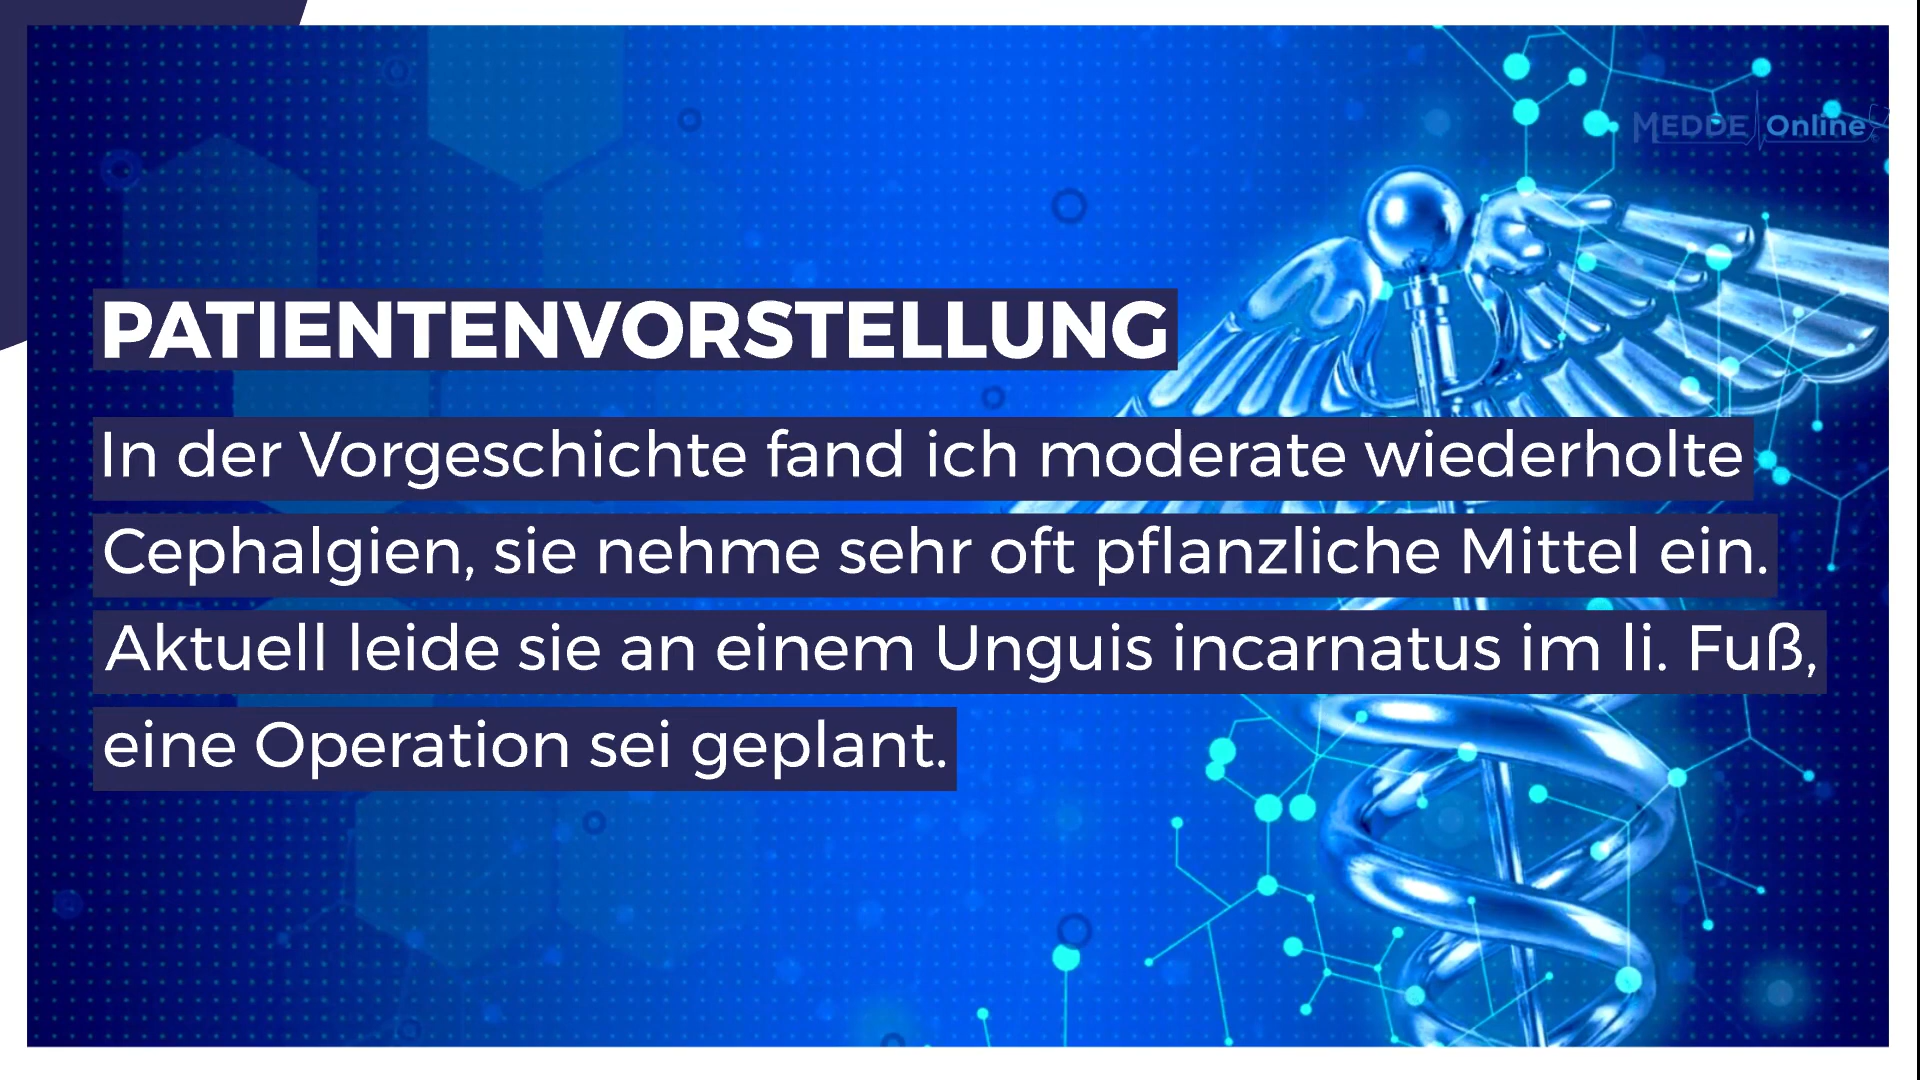 MEDDE Online
PATIENTENVORSTELLUNG
In der Vorgeschichte fand ich moderate wiederholte
Cephalgien, sie nehme sehr oft pflanzliche Mittel ein.
Aktuell leide sie an einem Unguis incarnatus im li. Fuß,
eine Operation sei geplant.